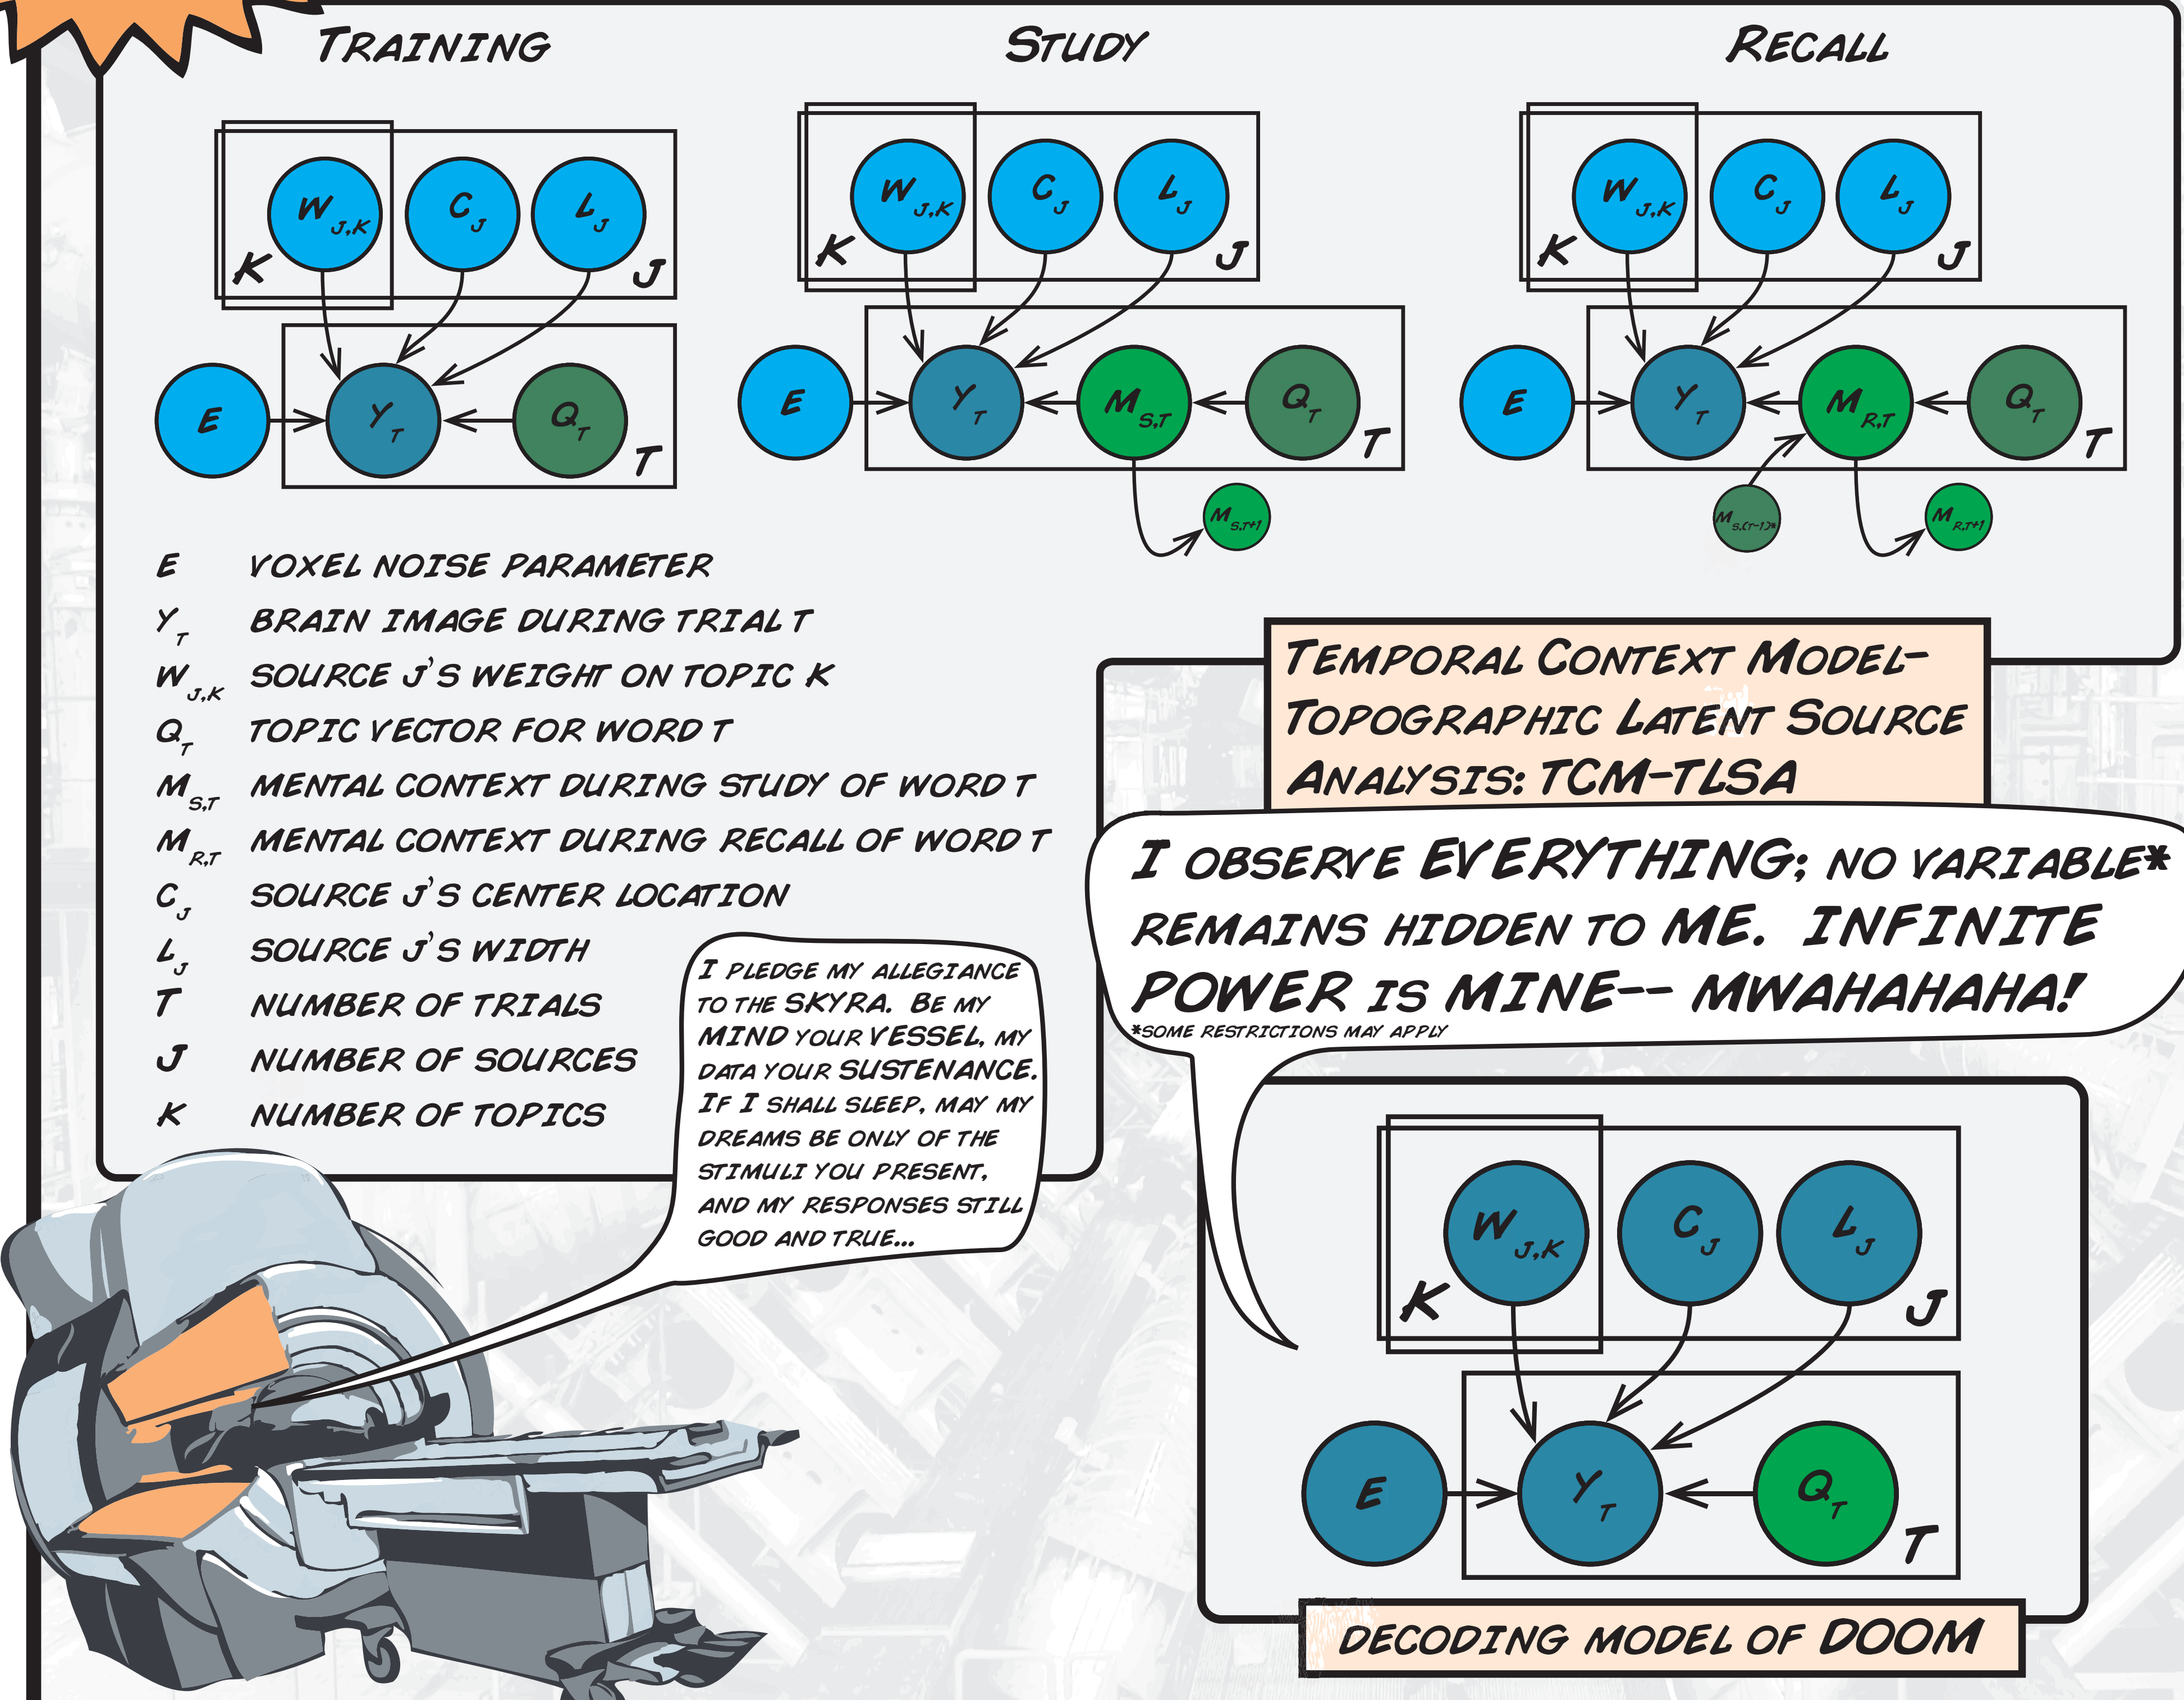 TRAINING
STUDY
RECALL
W J,K
C J
L J
K
J
E
Y T
Q T
T
W J,K
C J
L J
K
J
E
Y T
M S,T
Q T
T
M S,T+1
W J,K
C J
L J
K
J
E
Y T
M R,T
Q T
T
M S,(T-1)*
M R,T+1
E VOXEL NOISE PARAMETER
Y T BRAIN IMAGE DURING TRIAL T
W J,K SOURCE J'S WEIGHT ON TOPIC K
Q T TOPIC VECTOR FOR WORD T
M S,T MENTAL CONTEXT DURING STUDY OF WORD T
M R,T MENTAL CONTEXT DURING RECALL OF WORD T
C J SOURCE J'S CENTER LOCATION
L J SOURCE J'S WIDTH
T NUMBER OF TRIALS
J NUMBER OF SOURCES
K NUMBER OF TOPICS
TEMPORAL CONTEXT MODEL-
TOPOGRAPHIC LATENT SOURCE
ANALYSIS: TCM-TLSA
I OBSERVE EVERYTHING; NO VARIABLE*
REMAINS HIDDEN TO ME. INFINITE
POWER IS MINE-- MWAHAHAHA!
*SOME RESTRICTIONS MAY APPLY
I PLEDGE MY ALLEGIANCE
TO THE SKYRA. BE MY
MIND YOUR VESSEL, MY
DATA YOUR SUSTENANCE.
IF I SHALL SLEEP, MAY MY
DREAMS BE ONLY OF THE
STIMULI YOU PRESENT,
AND MY RESPONSES STILL
GOOD AND TRUE...
W J,K
C J
L J
K
J
E
Y T
Q T
T
DECODING MODEL OF DOOM